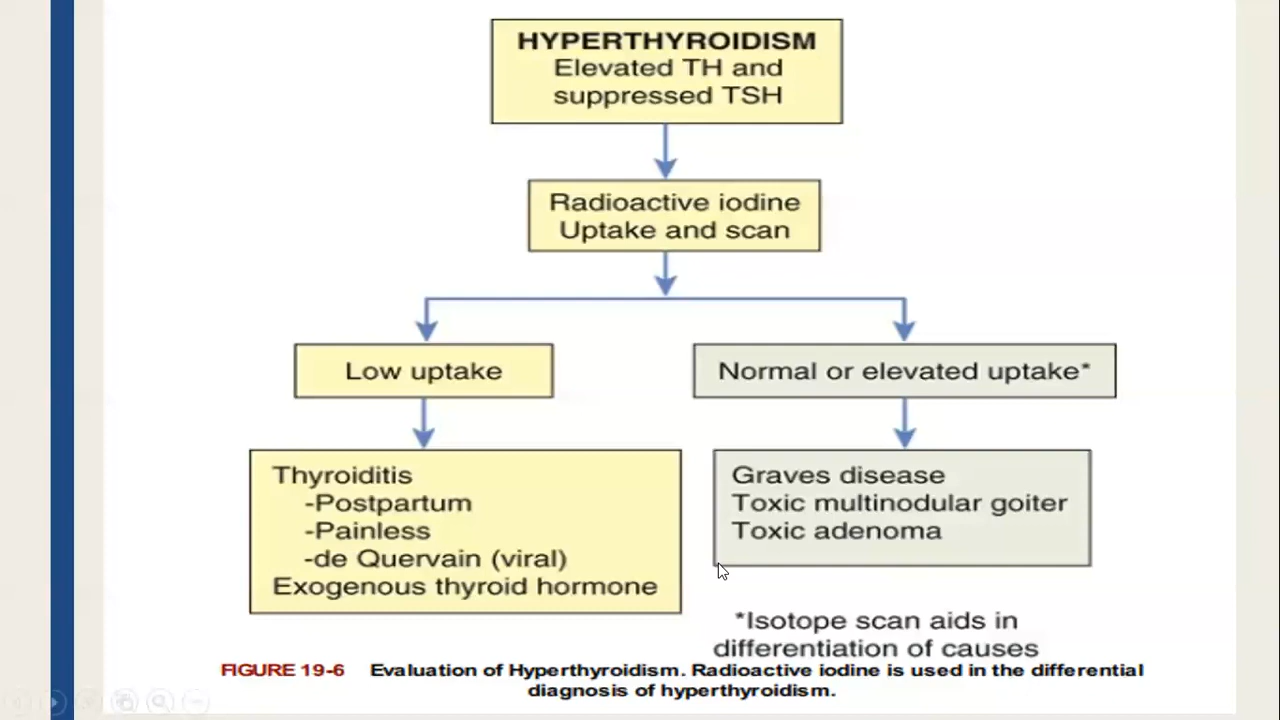 HYPERTHYROIDISM
Elevated TH and
suppressed TSH
Radioactive iodine
Uptake and scan
Low uptake
Normal or elevated uptake*
Thyroiditis
-Postpartum
-Painless
-de Quervain (viral)
Exogenous thyroid hormone
Graves disease
Toxic multinodular goiter
Toxic adenoma
*Isotope scan aids in
differentiation of causes
FIGURE 19-6 Evaluation of Hyperthyroidism. Radioactive iodine is used in the differential
diagnosis of hyperthyroidism.